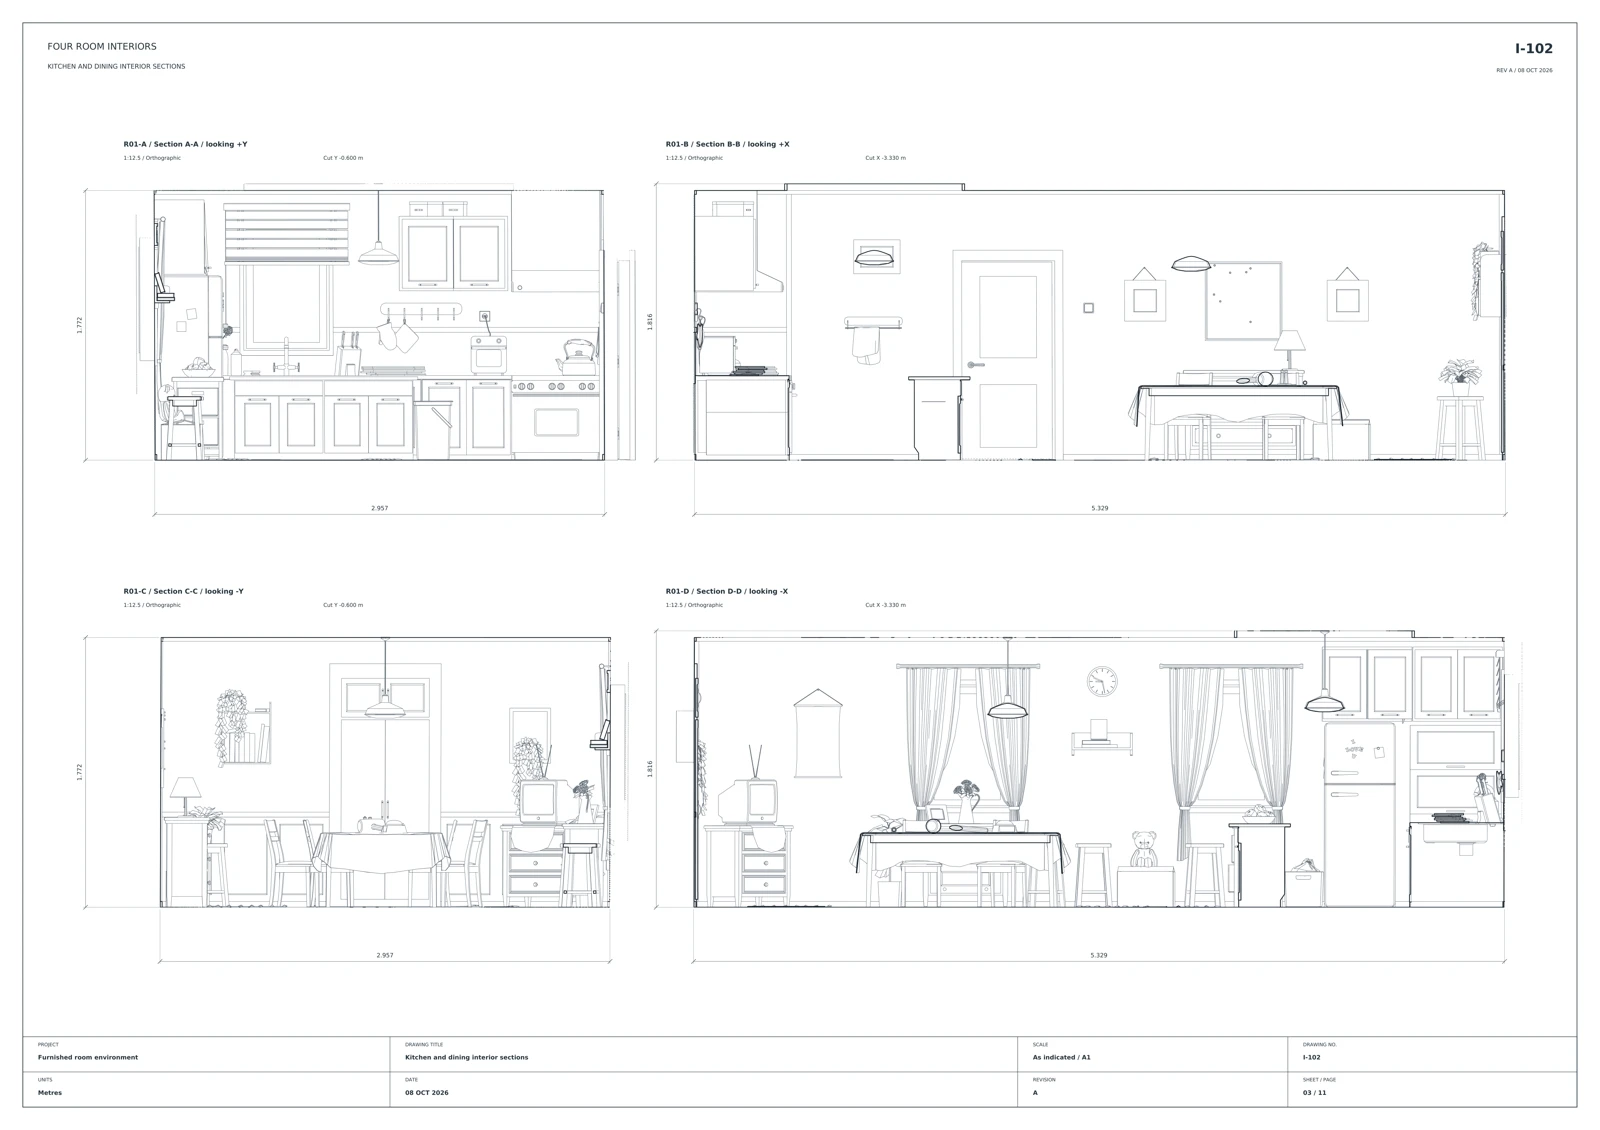 FOUR ROOM INTERIORS
KITCHEN AND DINING INTERIOR SECTIONS
I-102
REV A / 08 OCT 2026
R01-A / Section A-A / looking +Y
1:12.5 / Orthographic
Cut Y -0.600 m
1.772
2.957
R01-B / Section B-B / looking +X
1:12.5 / Orthographic
Cut X -3.330 m
1.816
5.329
R01-C / Section C-C / looking -Y
1:12.5 / Orthographic
Cut Y -0.600 m
1.772
2.957
R01-D / Section D-D / looking -X
1:12.5 / Orthographic
Cut X -3.330 m
1.816
5.329
PROJECT
Furnished room environment
DRAWING TITLE
Kitchen and dining interior sections
SCALE
As indicated / A1
DRAWING NO.
I-102
UNITS
Metres
DATE
08 OCT 2026
REVISION
A
SHEET / PAGE
03 / 11